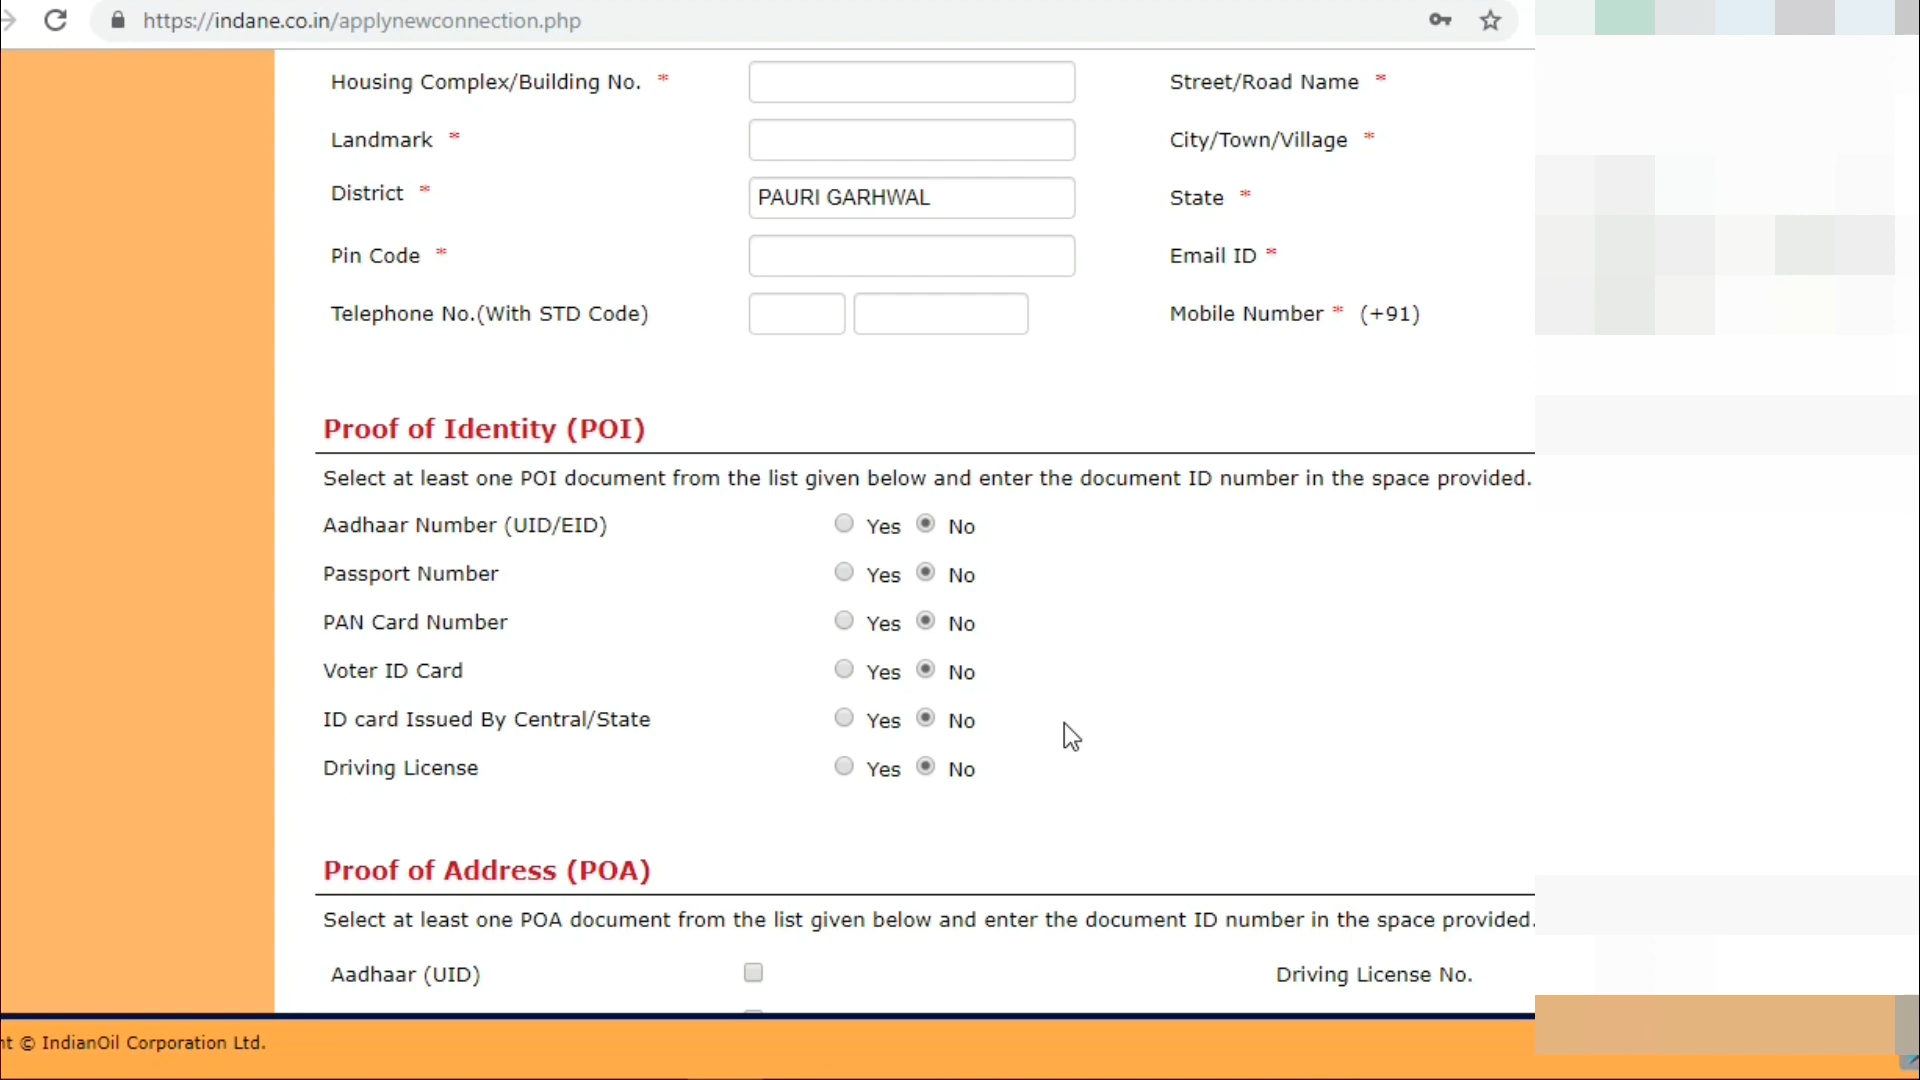 https://indane.co.in/applynewconnection.php
Housing Complex/Building No. * Street/Road Name *
Landmark * City/Town/Village *
District * PAURI GARHWAL State *
Pin Code * Email ID *
Telephone No.(With STD Code) Mobile Number * (+91)
Proof of Identity (POI)
Select at least one POI document from the list given below and enter the document ID number in the space provided.
Aadhaar Number (UID/EID) Yes No
Passport Number Yes No
PAN Card Number Yes No
Voter ID Card Yes No
ID card Issued By Central/State Yes No
Driving License Yes No
Proof of Address (POA)
Select at least one POA document from the list given below and enter the document ID number in the space provided.
Aadhaar (UID) Driving License No.
© IndianOil Corporation Ltd.